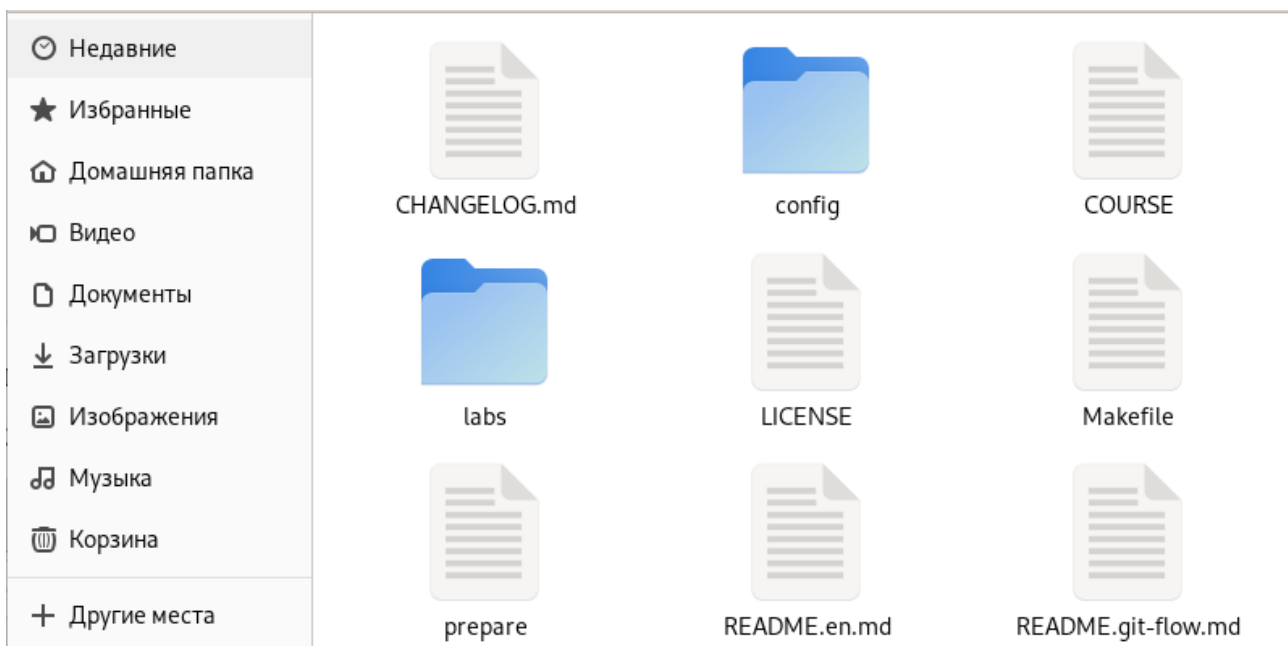 Недавние
Избранные
Домашняя папка
Видео
Документы
Загрузки
Изображения
Музыка
Корзина
Другие места
CHANGELOG.md
config
COURSE
labs
LICENSE
Makefile
prepare
README.en.md
README.git-flow.md